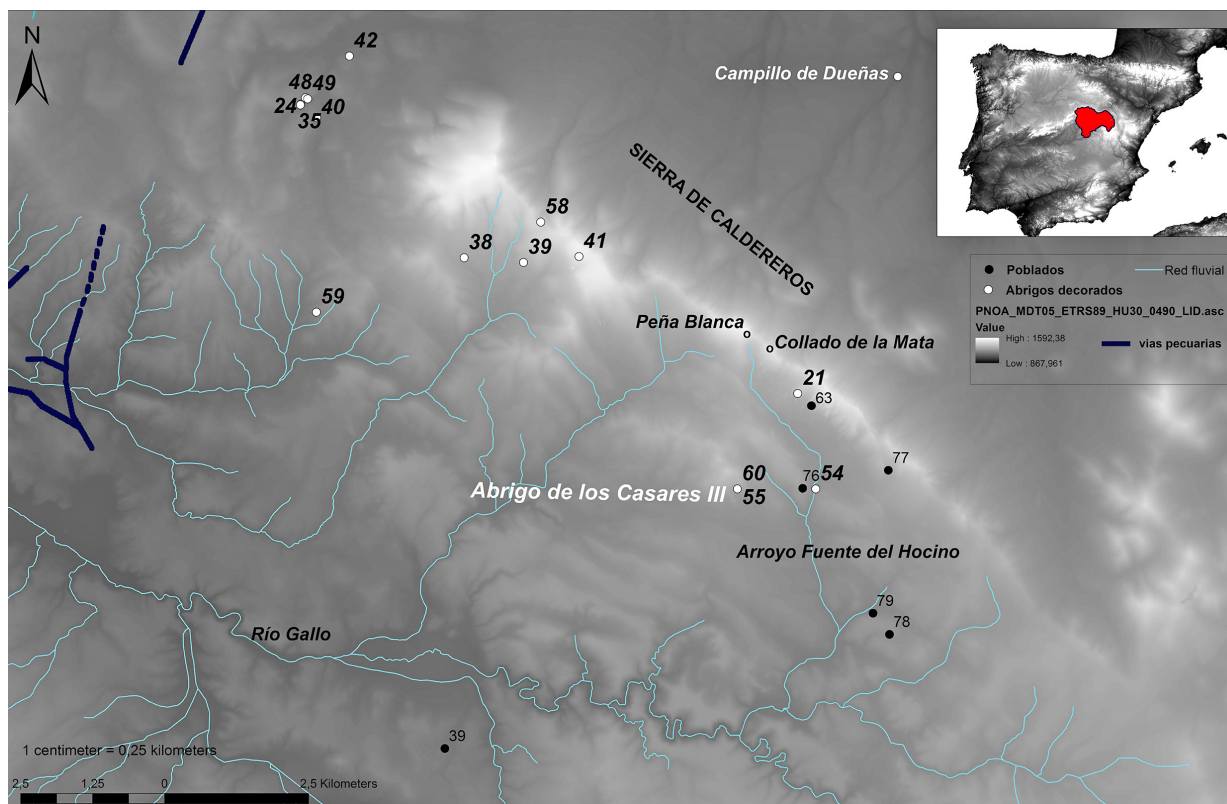 42
48 49
24 40
35
N
Campillo de Dueñas
SIERRA DE CALDEREROS
58
38
39
41
59
Peña Blanca
Collado de la Mata
21
63
77
60
55
76
54
Abrigo de los Casares III
Arroyo Fuente del Hocino
79
78
Río Gallo
39
Poblados
Red fluvial
Abrigos decorados
PNOA_MDT05_ETRS89_HU30_0490_LID.asc
Value
High : 1592,38
Low : 867,961
vias pecuarias
1 centimeter = 0,25 kilometers
2,5 1,25 0 2,5 Kilometers